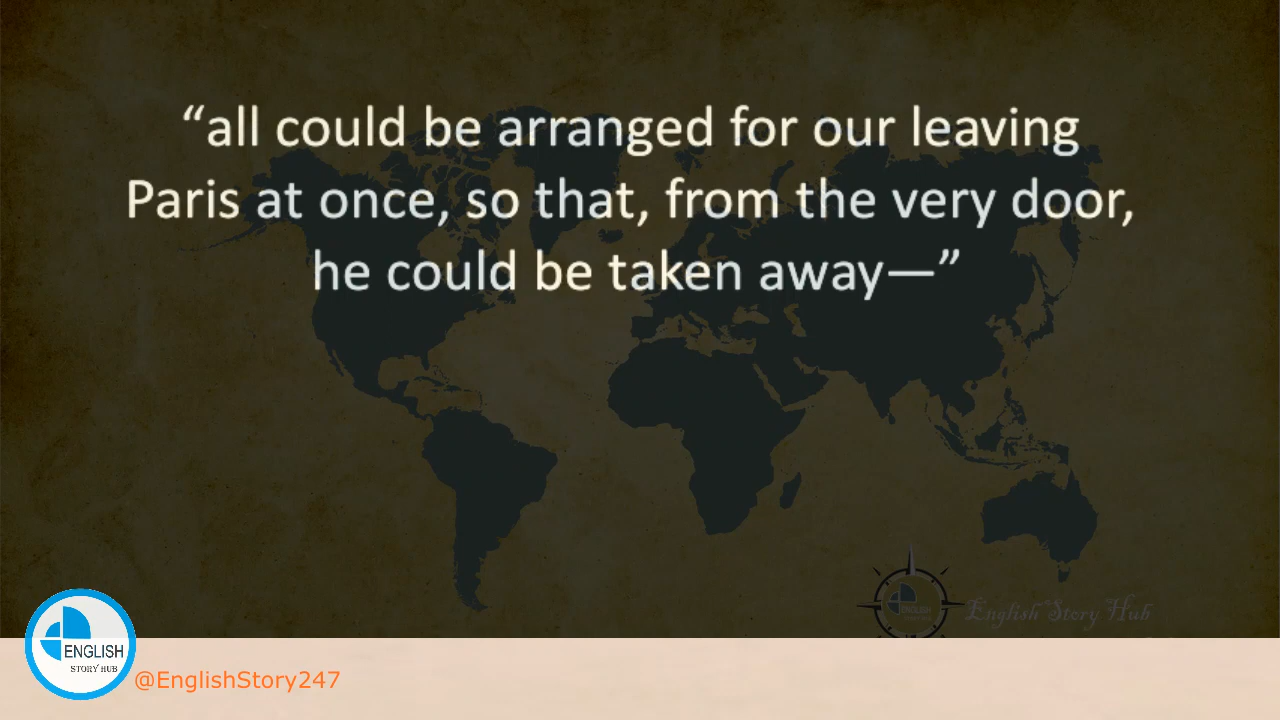 “all could be arranged for our leaving
Paris at once, so that, from the very door,
he could be taken away—”
English Story Hub
ENGLISH
STORY HUB
@EnglishStory247